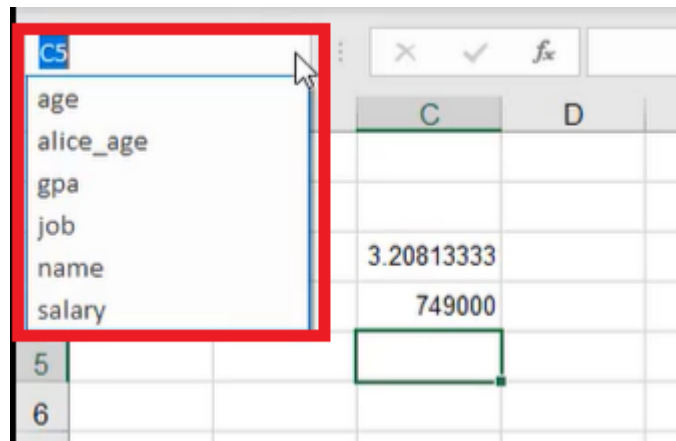 C5 fx
age
alice_age
gpa
job
name
salary
C D
3.20813333
749000
5
6